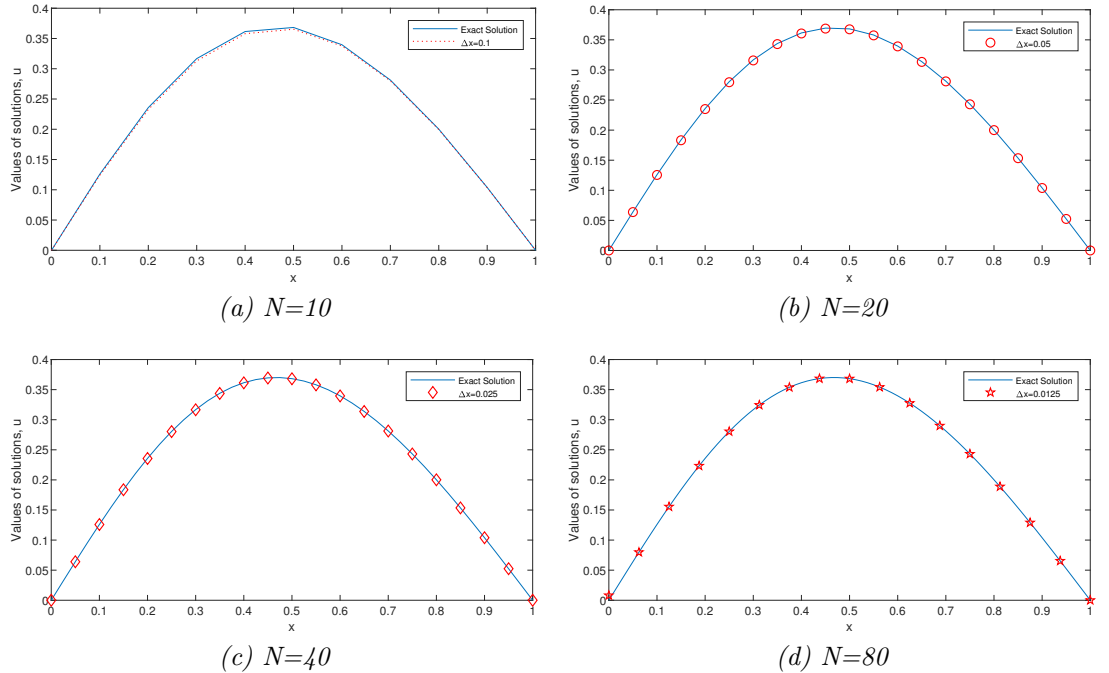 0.4
0.35
0.3
0.25
0.2
0.15
0.1
0.05
0
Values of solutions, u
Exact Solution
Δx=0.1
0 0.1 0.2 0.3 0.4 0.5 0.6 0.7 0.8 0.9 1
x
(a) N=10
0.4
0.35
0.3
0.25
0.2
0.15
0.1
0.05
0
Values of solutions, u
Exact Solution
Δx=0.05
0 0.1 0.2 0.3 0.4 0.5 0.6 0.7 0.8 0.9 1
x
(b) N=20
0.4
0.35
0.3
0.25
0.2
0.15
0.1
0.05
0
Values of solutions, u
Exact Solution
Δx=0.025
0 0.1 0.2 0.3 0.4 0.5 0.6 0.7 0.8 0.9 1
x
(c) N=40
0.4
0.35
0.3
0.25
0.2
0.15
0.1
0.05
0
Values of solutions, u
Exact Solution
Δx=0.0125
0 0.1 0.2 0.3 0.4 0.5 0.6 0.7 0.8 0.9 1
x
(d) N=80